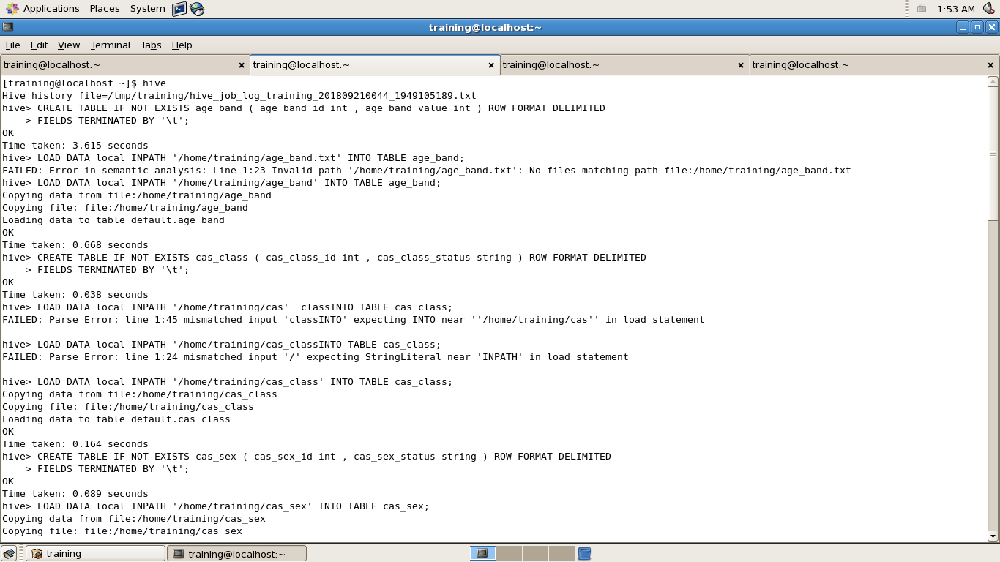 Applications Places System 1:53 AM
training@localhost:~
File Edit View Terminal Tabs Help
training@localhost:~ training@localhost:~ training@localhost:~ training@localhost:~
[training@localhost ~]$ hive
Hive history file=/tmp/training/hive_job_log_training_201809210044_1949105189.txt
hive> CREATE TABLE IF NOT EXISTS age_band ( age_band_id int , age_band_value int ) ROW FORMAT DELIMITED
    > FIELDS TERMINATED BY '\t';
OK
Time taken: 3.615 seconds
hive> LOAD DATA local INPATH '/home/training/age_band.txt' INTO TABLE age_band;
FAILED: Error in semantic analysis: Line 1:23 Invalid path '/home/training/age_band.txt': No files matching path file:/home/training/age_band.txt
hive> LOAD DATA local INPATH '/home/training/age_band' INTO TABLE age_band;
Copying data from file:/home/training/age_band
Copying file: file:/home/training/age_band
Loading data to table default.age_band
OK
Time taken: 0.668 seconds
hive> CREATE TABLE IF NOT EXISTS cas_class ( cas_class_id int , cas_class_status string ) ROW FORMAT DELIMITED
    > FIELDS TERMINATED BY '\t';
OK
Time taken: 0.038 seconds
hive> LOAD DATA local INPATH '/home/training/cas'_ classINTO TABLE cas_class;
FAILED: Parse Error: line 1:45 mismatched input 'classINTO' expecting INTO near ''/home/training/cas'' in load statement

hive> LOAD DATA local INPATH '/home/training/cas_classINTO TABLE cas_class;
FAILED: Parse Error: line 1:24 mismatched input '/' expecting StringLiteral near 'INPATH' in load statement

hive> LOAD DATA local INPATH '/home/training/cas_class' INTO TABLE cas_class;
Copying data from file:/home/training/cas_class
Copying file: file:/home/training/cas_class
Loading data to table default.cas_class
OK
Time taken: 0.164 seconds
hive> CREATE TABLE IF NOT EXISTS cas_sex ( cas_sex_id int , cas_sex_status string ) ROW FORMAT DELIMITED
    > FIELDS TERMINATED BY '\t';
OK
Time taken: 0.089 seconds
hive> LOAD DATA local INPATH '/home/training/cas_sex' INTO TABLE cas_sex;
Copying data from file:/home/training/cas_sex
Copying file: file:/home/training/cas_sex
training training@localhost:~